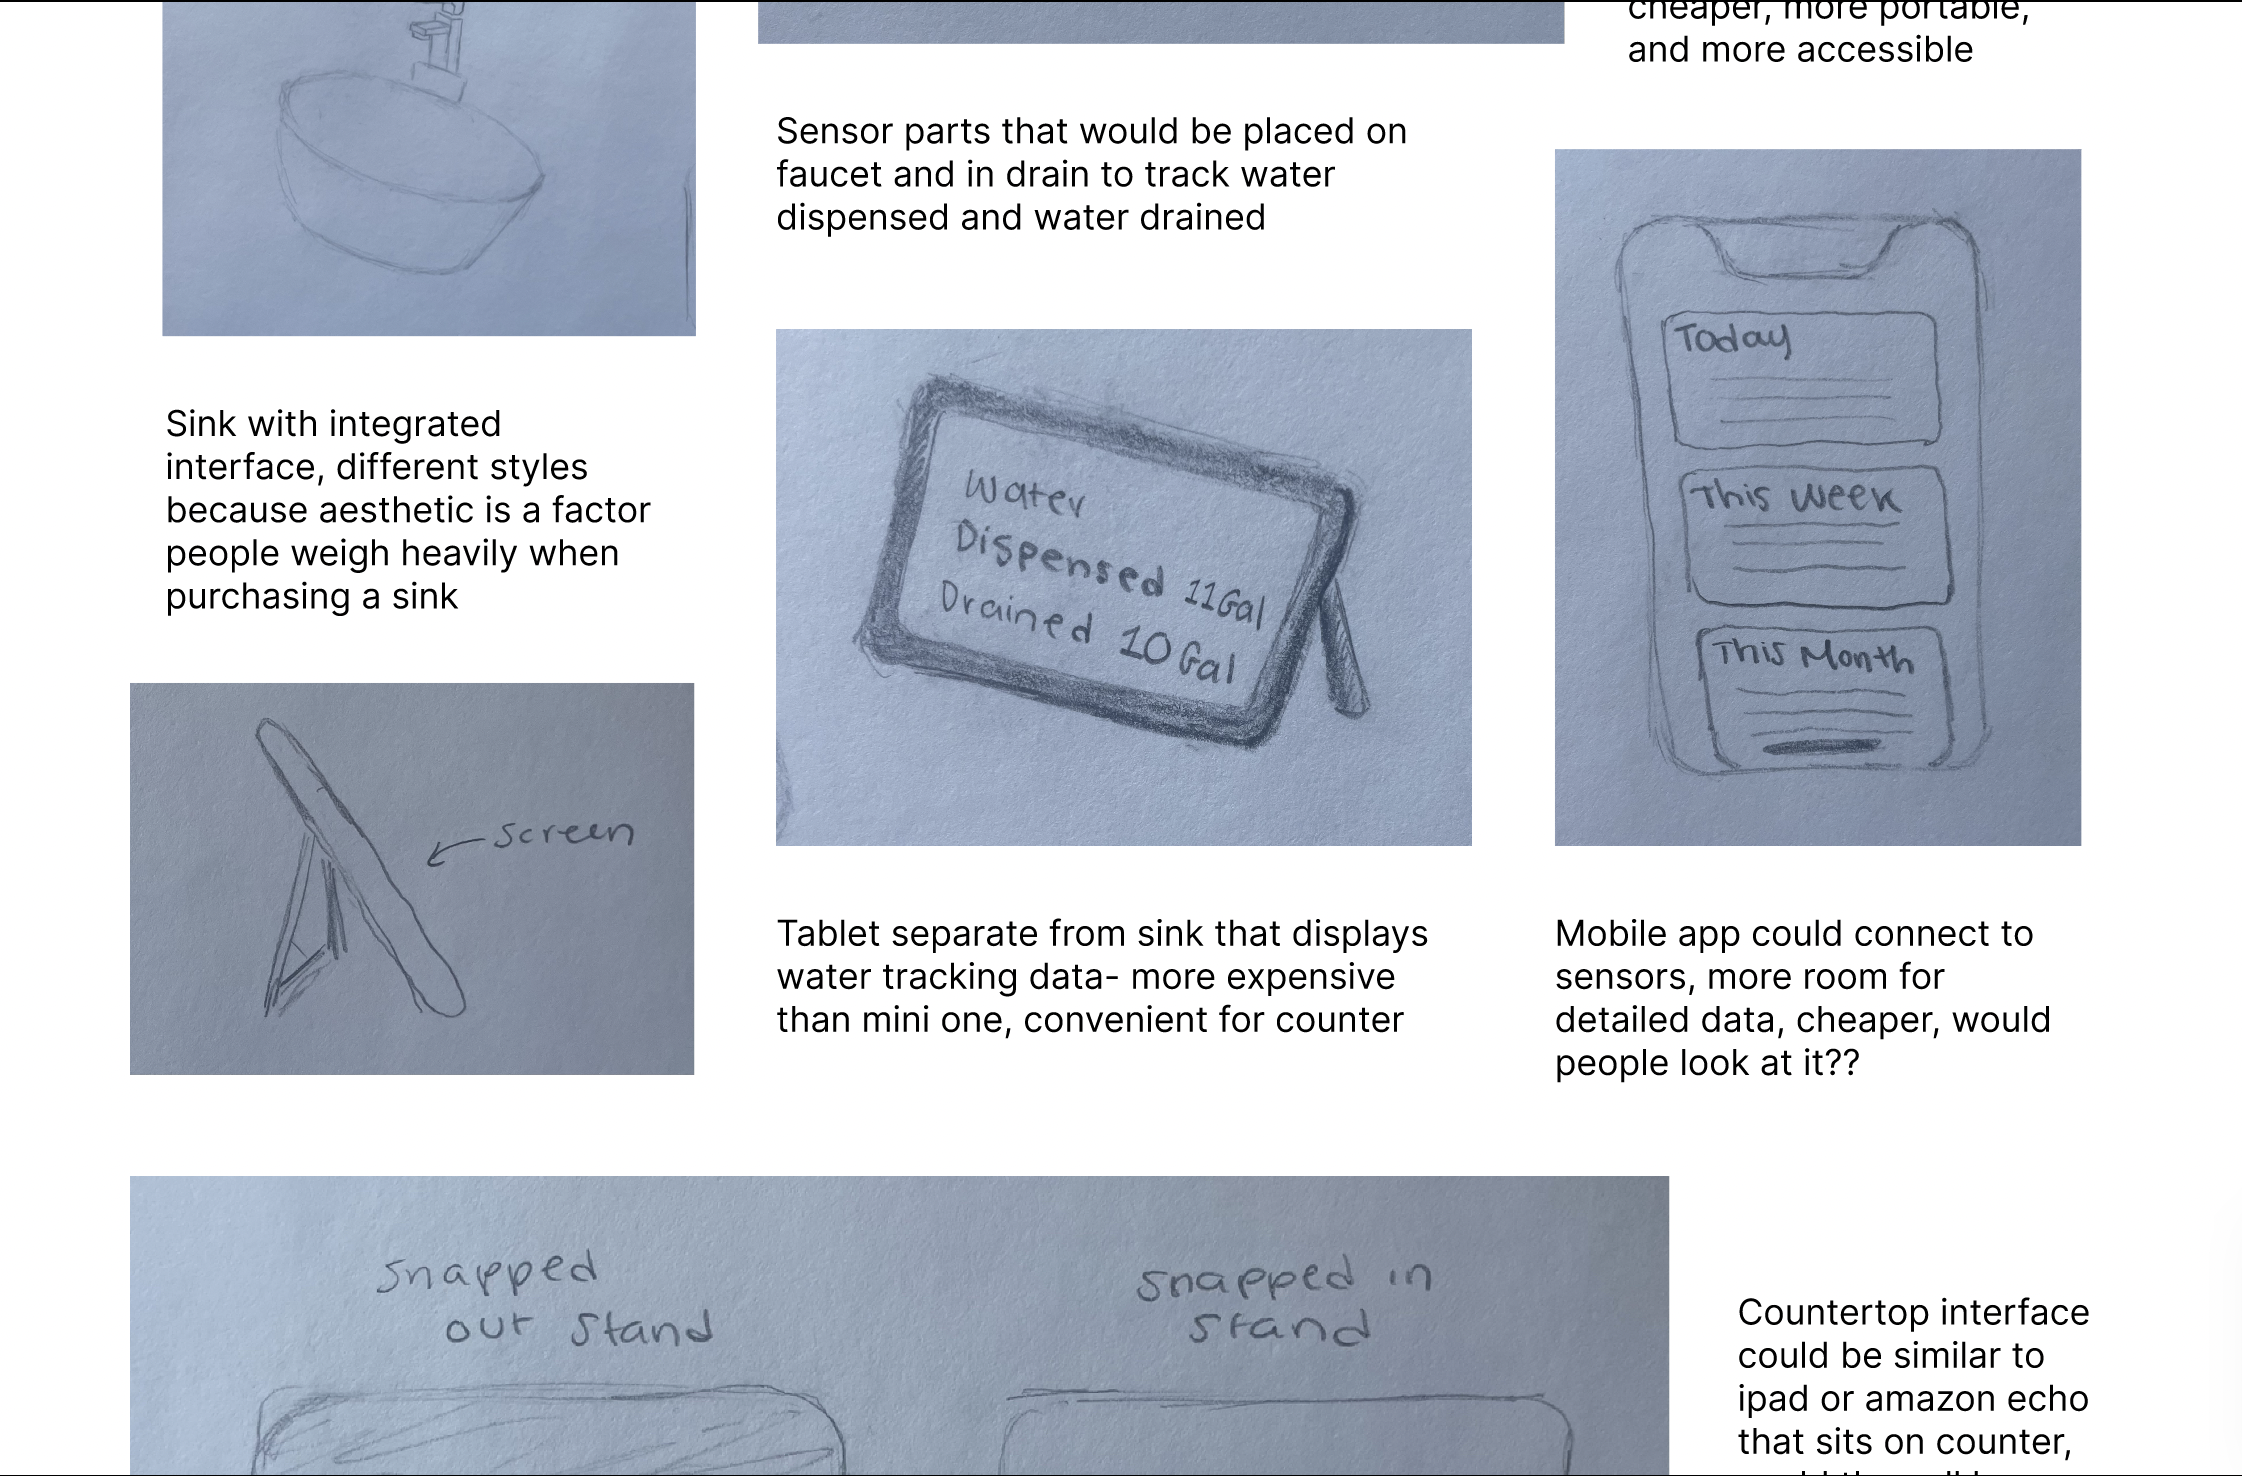 cheaper, more portable,
and more accessible
Sensor parts that would be placed on
faucet and in drain to track water
dispensed and water drained
Sink with integrated
interface, different styles
because aesthetic is a factor
people weigh heavily when
purchasing a sink
Water
Dispensed 11Gal
Drained 10 Gal
Today
This Week
This Month
screen
Tablet separate from sink that displays
water tracking data- more expensive
than mini one, convenient for counter
Mobile app could connect to
sensors, more room for
detailed data, cheaper, would
people look at it??
snapped
out stand
snapped in
stand
Countertop interface
could be similar to
ipad or amazon echo
that sits on counter,